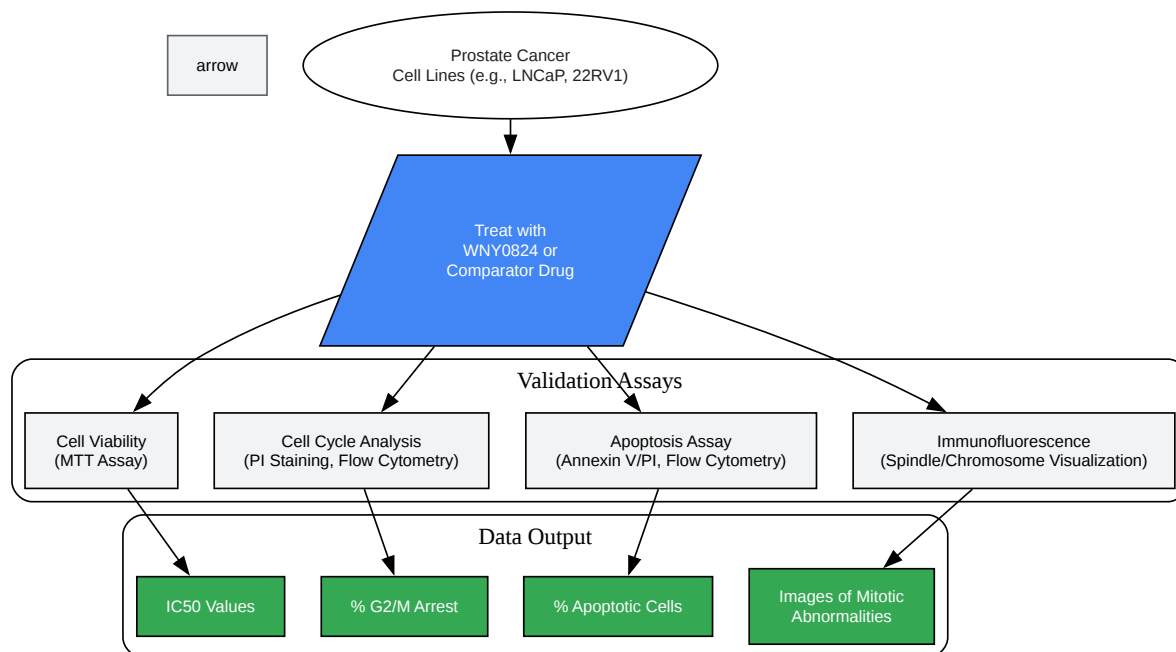 arrow
Prostate Cancer
Cell Lines (e.g., LNCaP, 22RV1)
Treat with
WNY0824 or
Comparator Drug
Validation Assays
Cell Viability
(MTT Assay)
Cell Cycle Analysis
(PI Staining, Flow Cytometry)
Apoptosis Assay
(Annexin V/PI, Flow Cytometry)
Immunofluorescence
(Spindle/Chromosome Visualization)
Data Output
IC50 Values
% G2/M Arrest
% Apoptotic Cells
Images of Mitotic
Abnormalities